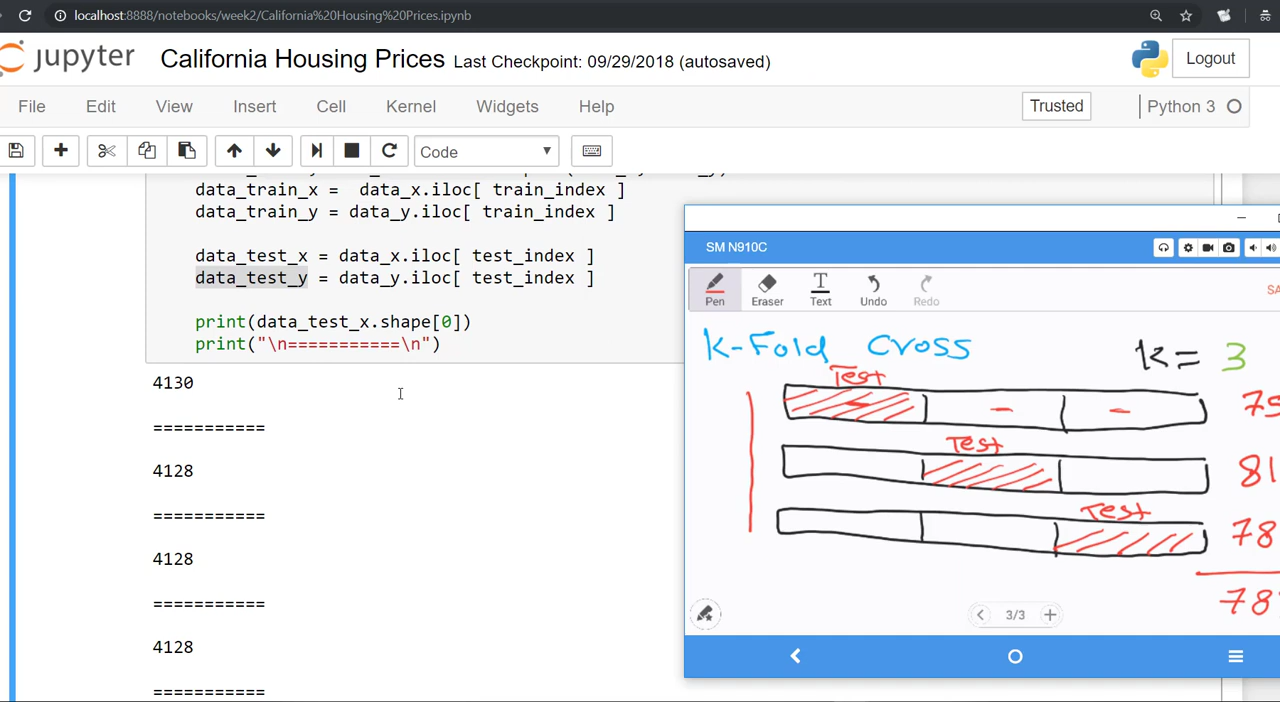 localhost:8888/notebooks/week2/California%20Housing%20Prices.ipynb
jupyter California Housing Prices Last Checkpoint: 09/29/2018 (autosaved) Logout
File Edit View Insert Cell Kernel Widgets Help Trusted Python 3
Code
data_train_x = data_x.iloc[ train_index ]
data_train_y = data_y.iloc[ train_index ]
data_test_x = data_x.iloc[ test_index ]
data_test_y = data_y.iloc[ test_index ]
print(data_test_x.shape[0])
print("\n===========\n")
4130
===========
4128
===========
4128
===========
4128
===========
SM N910C
Pen Eraser Text Undo Redo
K-Fold Cross K = 3
Test
Test
81
Test
78
78
3/3